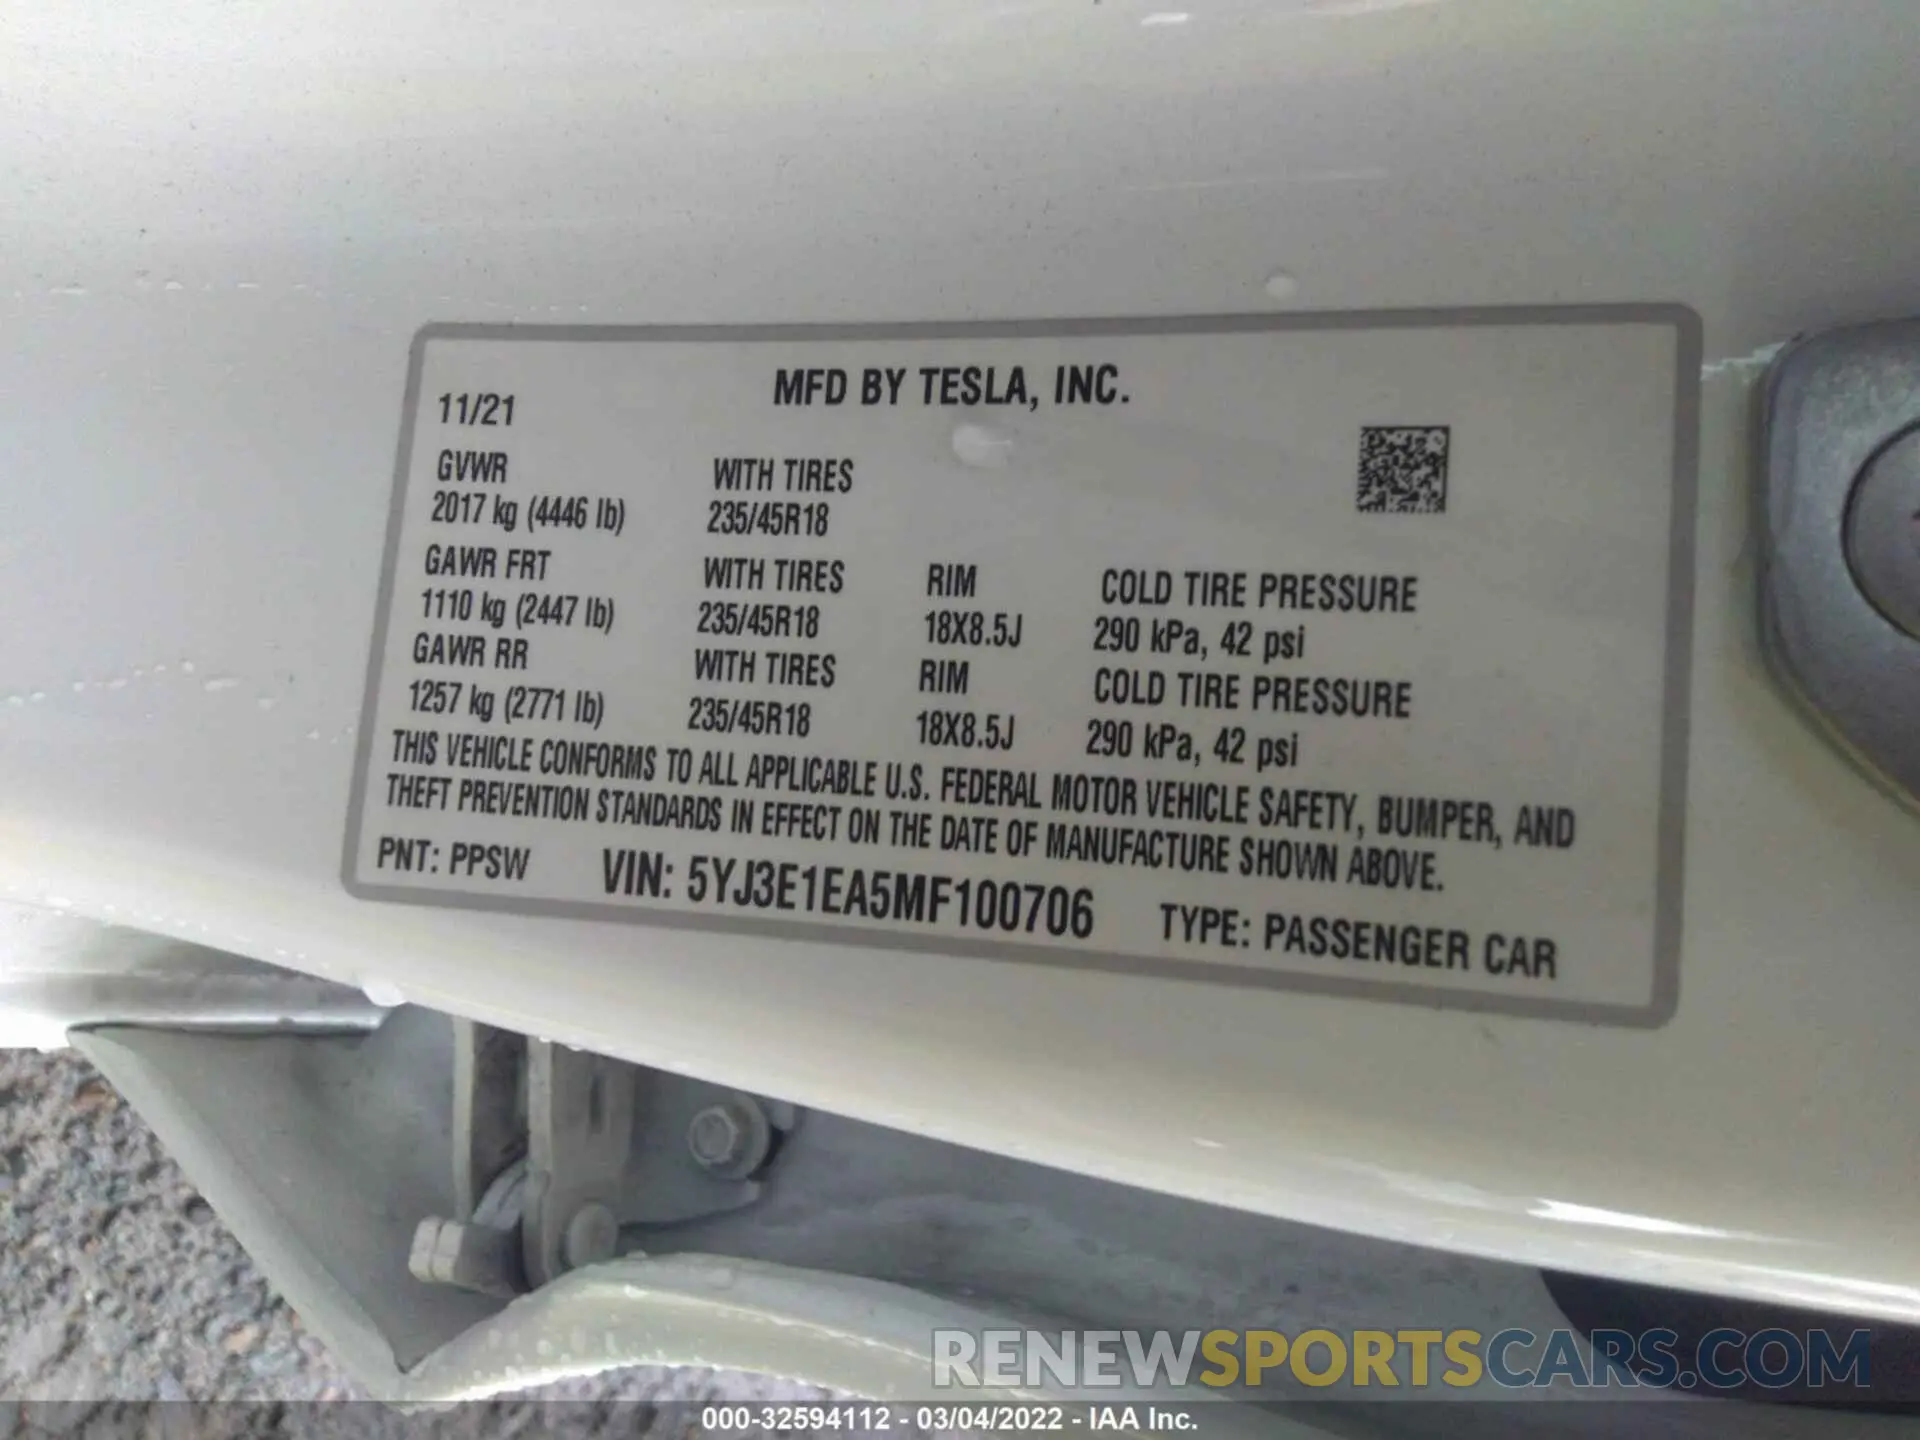 MFD BY TESLA, INC.
11/21
GVWR WITH TIRES
2017 kg (4446 lb) 235/45R18
GAWR FRT WITH TIRES RIM COLD TIRE PRESSURE
1110 kg (2447 lb) 235/45R18 18X8.5J 290 kPa, 42 psi
GAWR RR WITH TIRES RIM COLD TIRE PRESSURE
1257 kg (2771 lb) 235/45R18 18X8.5J 290 kPa, 42 psi
THIS VEHICLE CONFORMS TO ALL APPLICABLE U.S. FEDERAL MOTOR VEHICLE SAFETY, BUMPER, AND
THEFT PREVENTION STANDARDS IN EFFECT ON THE DATE OF MANUFACTURE SHOWN ABOVE.
PNT: PPSW VIN: 5YJ3E1EA5MF100706 TYPE: PASSENGER CAR
RENEWSPORTSCARS.COM
000-32594112 - 03/04/2022 - IAA Inc.